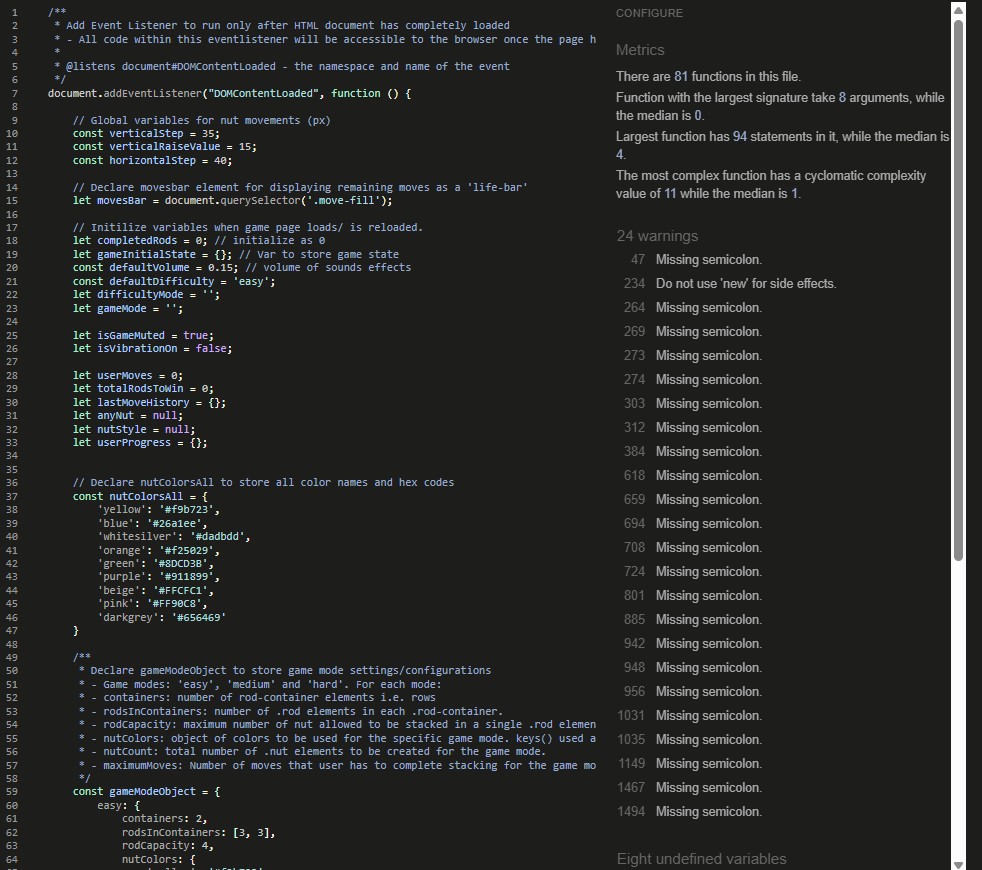 1 /**
2 * Add Event Listener to run only after HTML document has completely loaded
3 * - All code within this eventlistener will be accessible to the browser once the page h
4 *
5 * @listens document#DOMContentLoaded - the namespace and name of the event
6 */
7 document.addEventListener("DOMContentLoaded", function () {
8
9 // Global variables for nut movements (px)
10 const verticalStep = 35;
11 const verticalRaiseValue = 15;
12 const horizontalStep = 40;
13
14 // Declare movesbar element for displaying remaining moves as a 'life-bar'
15 let movesBar = document.querySelector('.move-fill');
16
17 // Initilize variables when game page loads/ is reloaded.
18 let completedRods = 0; // initialize as 0
19 let gameInitialState = {}; // Var to store game state
20 const defaultVolume = 0.15; // volume of sounds effects
21 const defaultDifficulty = 'easy';
22 let difficultyMode = '';
23 let gameMode = '';
24
25 let isGameMuted = true;
26 let isVibrationOn = false;
27
28 let userMoves = 0;
29 let totalRodsToWin = 0;
30 let lastMoveHistory = {};
31 let anyNut = null;
32 let nutStyle = null;
33 let userProgress = {};
34
35
36 // Declare nutColorsAll to store all color names and hex codes
37 const nutColorsAll = {
38 'yellow': '#f9b723',
39 'blue': '#26a1ee',
40 'whitesilver': '#dadbdd',
41 'orange': '#f25029',
42 'green': '#8DCD3B',
43 'purple': '#911899',
44 'beige': '#FFCFC1',
45 'pink': '#FF90C8',
46 'darkgrey': '#656469'
47 }
48
49 /**
50 * Declare gameModeObject to store game mode settings/configurations
51 * - Game modes: 'easy', 'medium' and 'hard'. For each mode:
52 * - containers: number of rod-container elements i.e. rows
53 * - rodsInContainers: number of .rod elements in each .rod-container.
54 * - rodCapacity: maximum number of nut allowed to be stacked in a single .rod elemen
55 * - nutColors: object of colors to be used for the specific game mode. keys() used a
56 * - nutCount: total number of .nut elements to be created for the game mode.
57 * - maximumMoves: Number of moves that user has to complete stacking for the game mo
58 */
59 const gameModeObject = {
60 easy: {
61 containers: 2,
62 rodsInContainers: [3, 3],
63 rodCapacity: 4,
64 nutColors: {
CONFIGURE
Metrics
There are 81 functions in this file.
Function with the largest signature take 8 arguments, while
the median is 0.
Largest function has 94 statements in it, while the median is
4.
The most complex function has a cyclomatic complexity
value of 11 while the median is 1.
24 warnings
47 Missing semicolon.
234 Do not use 'new' for side effects.
264 Missing semicolon.
269 Missing semicolon.
273 Missing semicolon.
274 Missing semicolon.
303 Missing semicolon.
312 Missing semicolon.
384 Missing semicolon.
618 Missing semicolon.
659 Missing semicolon.
694 Missing semicolon.
708 Missing semicolon.
724 Missing semicolon.
801 Missing semicolon.
885 Missing semicolon.
942 Missing semicolon.
948 Missing semicolon.
956 Missing semicolon.
1031 Missing semicolon.
1035 Missing semicolon.
1149 Missing semicolon.
1467 Missing semicolon.
1494 Missing semicolon.
Eight undefined variables